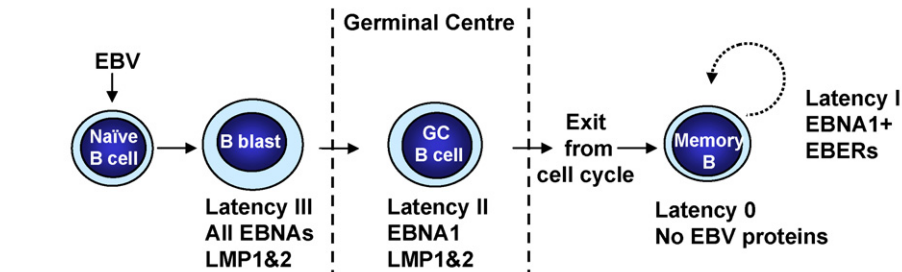 Germinal Centre
EBV
Naïve
B cell
B blast
Latency III
All EBNAs
LMP1&2
GC
B cell
Latency II
EBNA1
LMP1&2
Exit
from
cell cycle
Memory
B
Latency 0
No EBV proteins
Latency I
EBNA1+
EBERs